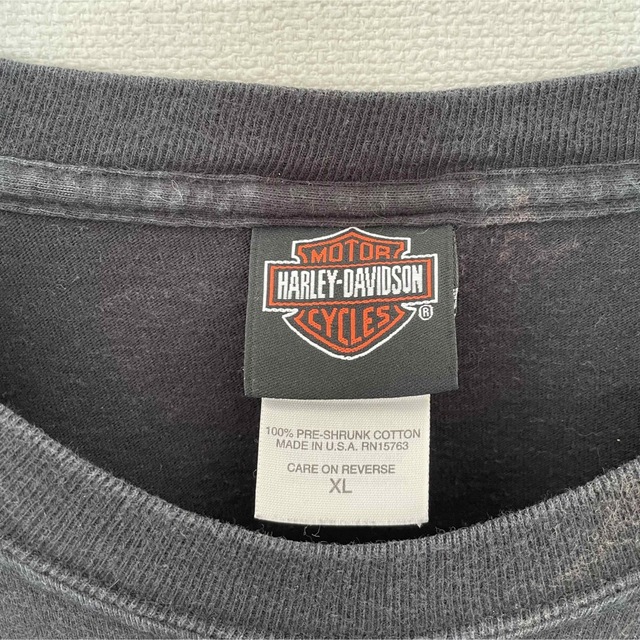 MOTOR
HARLEY-DAVIDSON
CYCLES
®
100% PRE-SHRUNK COTTON
MADE IN U.S.A. RN15763
CARE ON REVERSE
XL